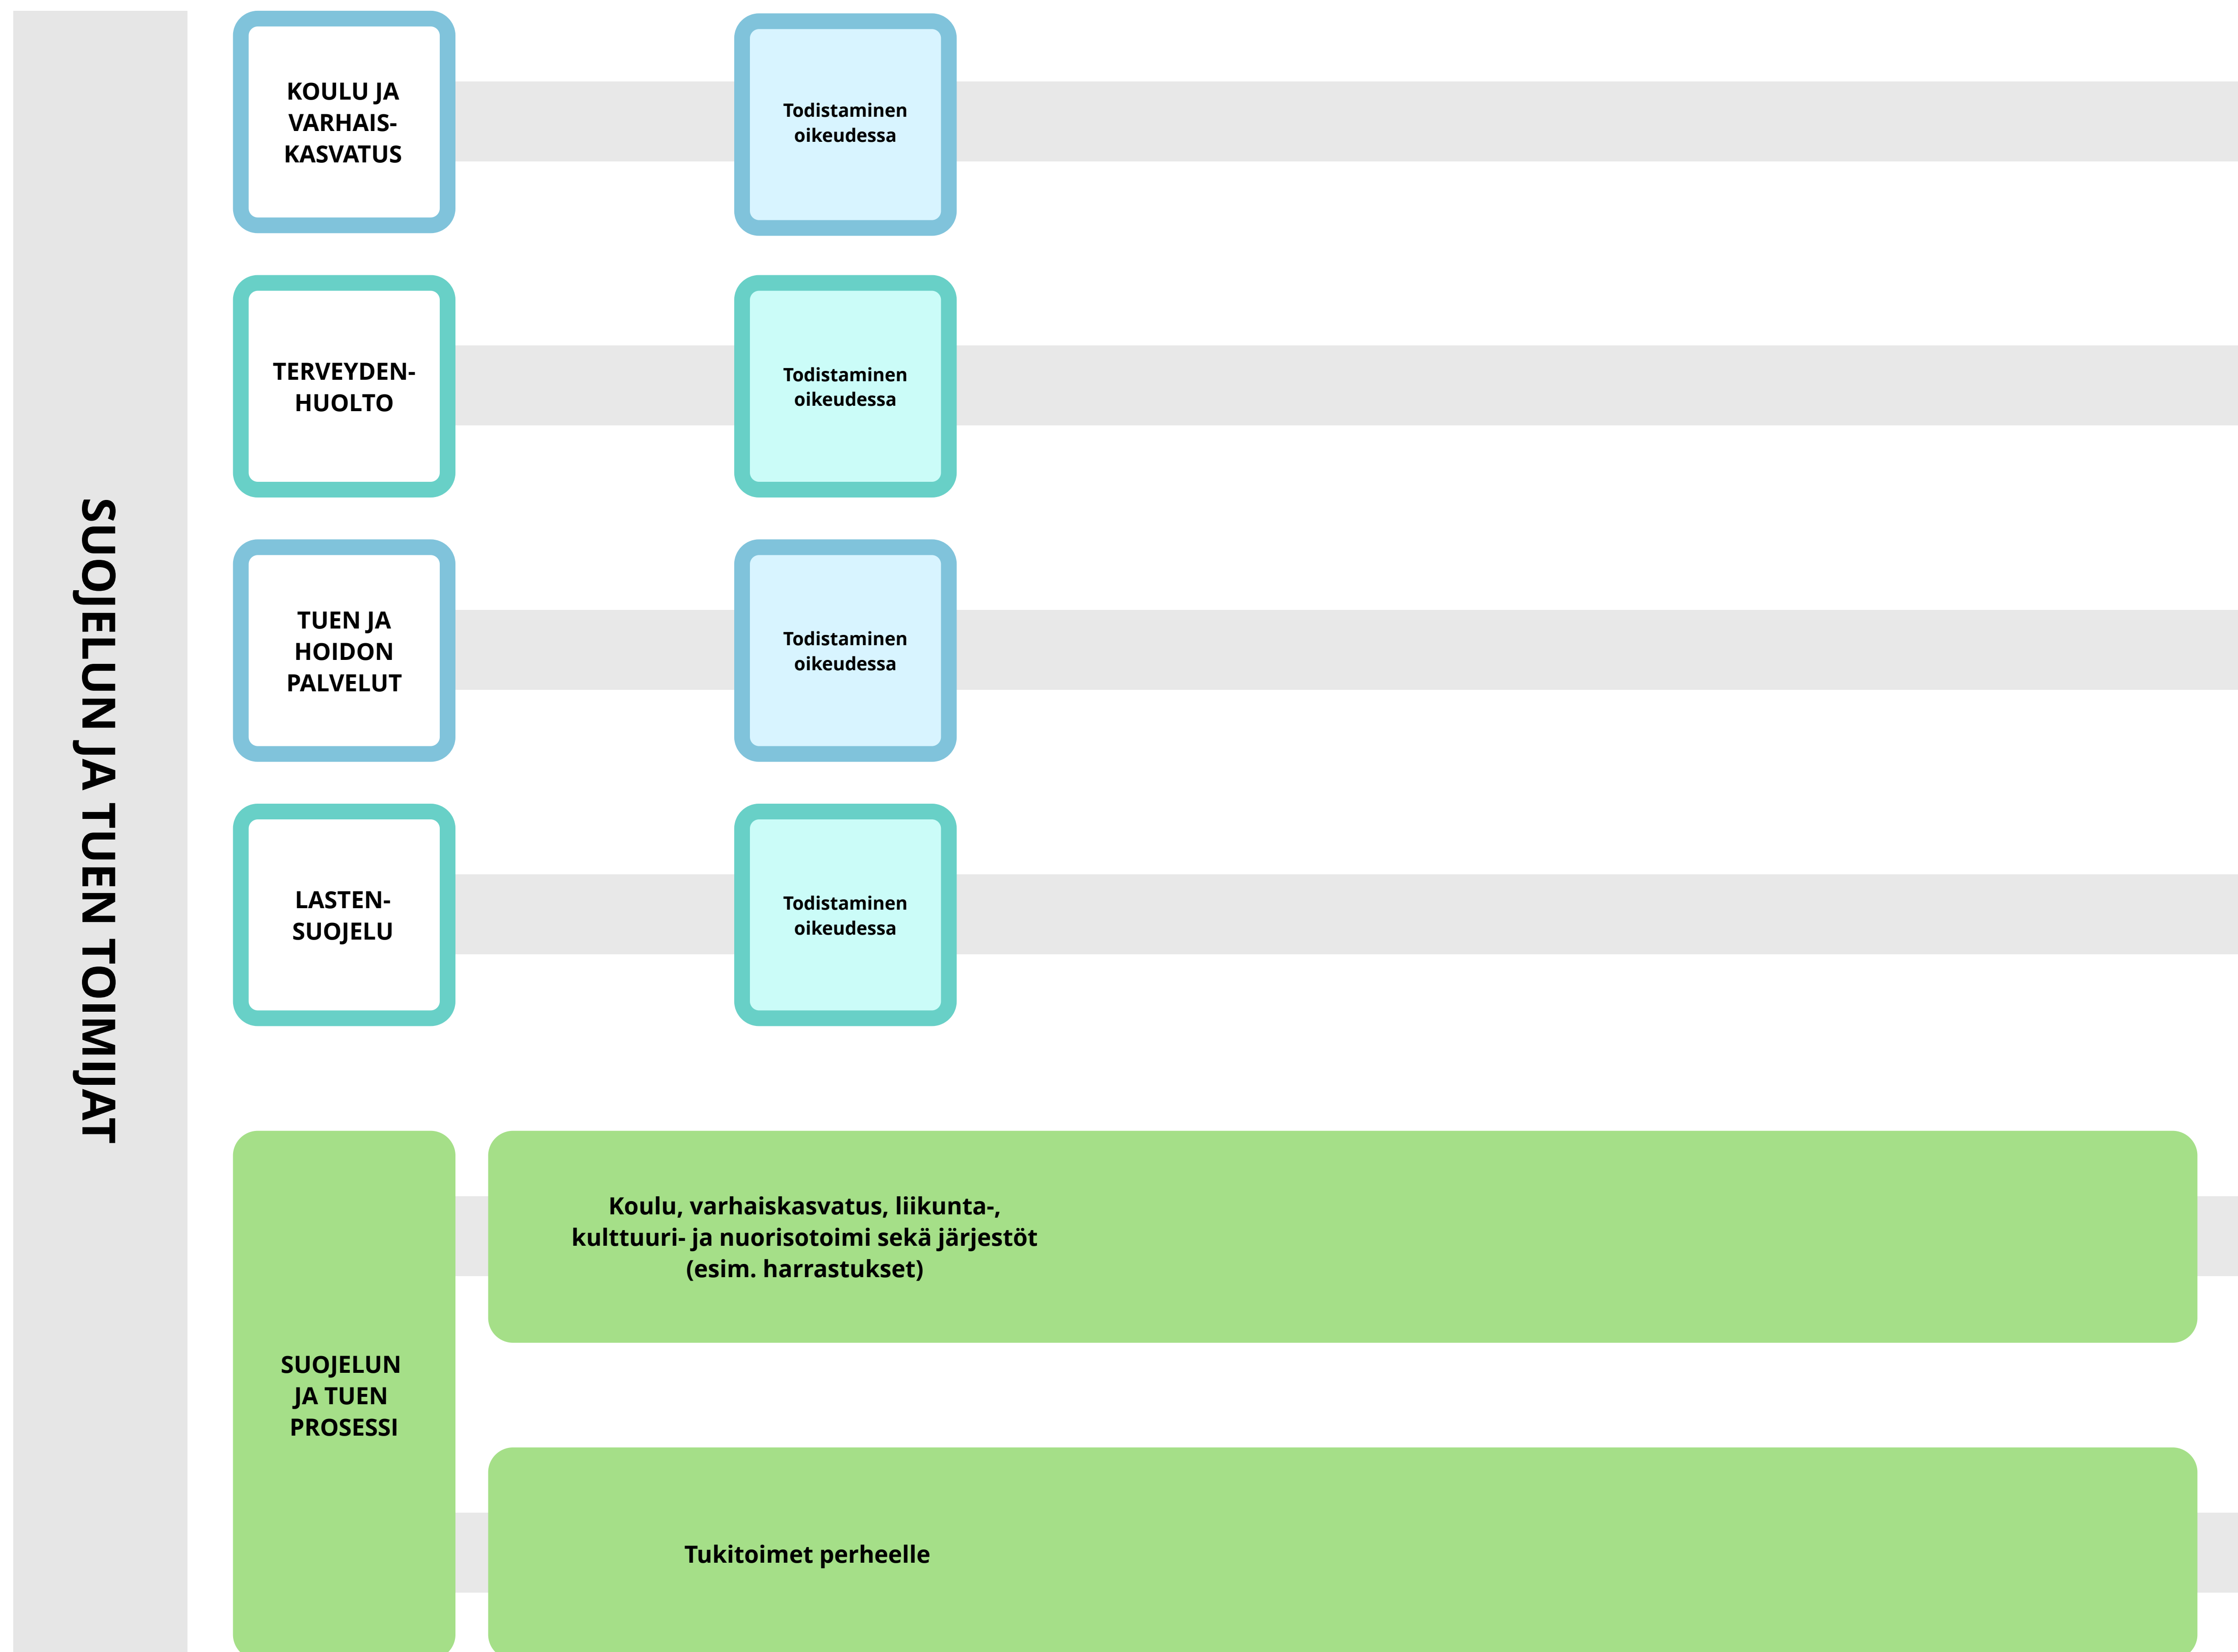 SUOJELUN JA TUEN TOIMIJAT
KOULU JA
VARHAIS-
KASVATUS
Todistaminen
oikeudessa
TERVEYDEN-
HUOLTO
Todistaminen
oikeudessa
TUEN JA
HOIDON
PALVELUT
Todistaminen
oikeudessa
LASTEN-
SUOJELU
Todistaminen
oikeudessa
SUOJELUN
JA TUEN
PROSESSI
Koulu, varhaiskasvatus, liikunta-,
kulttuuri- ja nuorisotoimi sekä järjestöt
(esim. harrastukset)
Tukitoimet perheelle